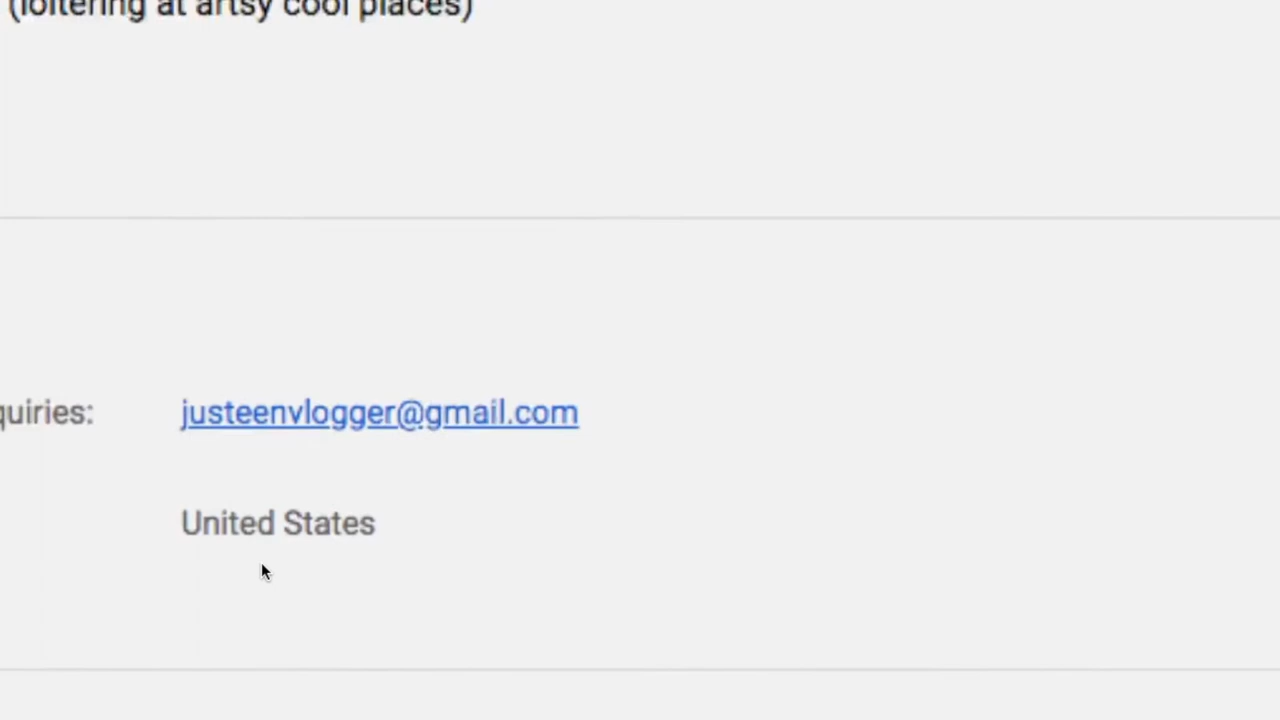 (loitering at artsy cool places)
quiries: justeenvlogger@gmail.com
United States